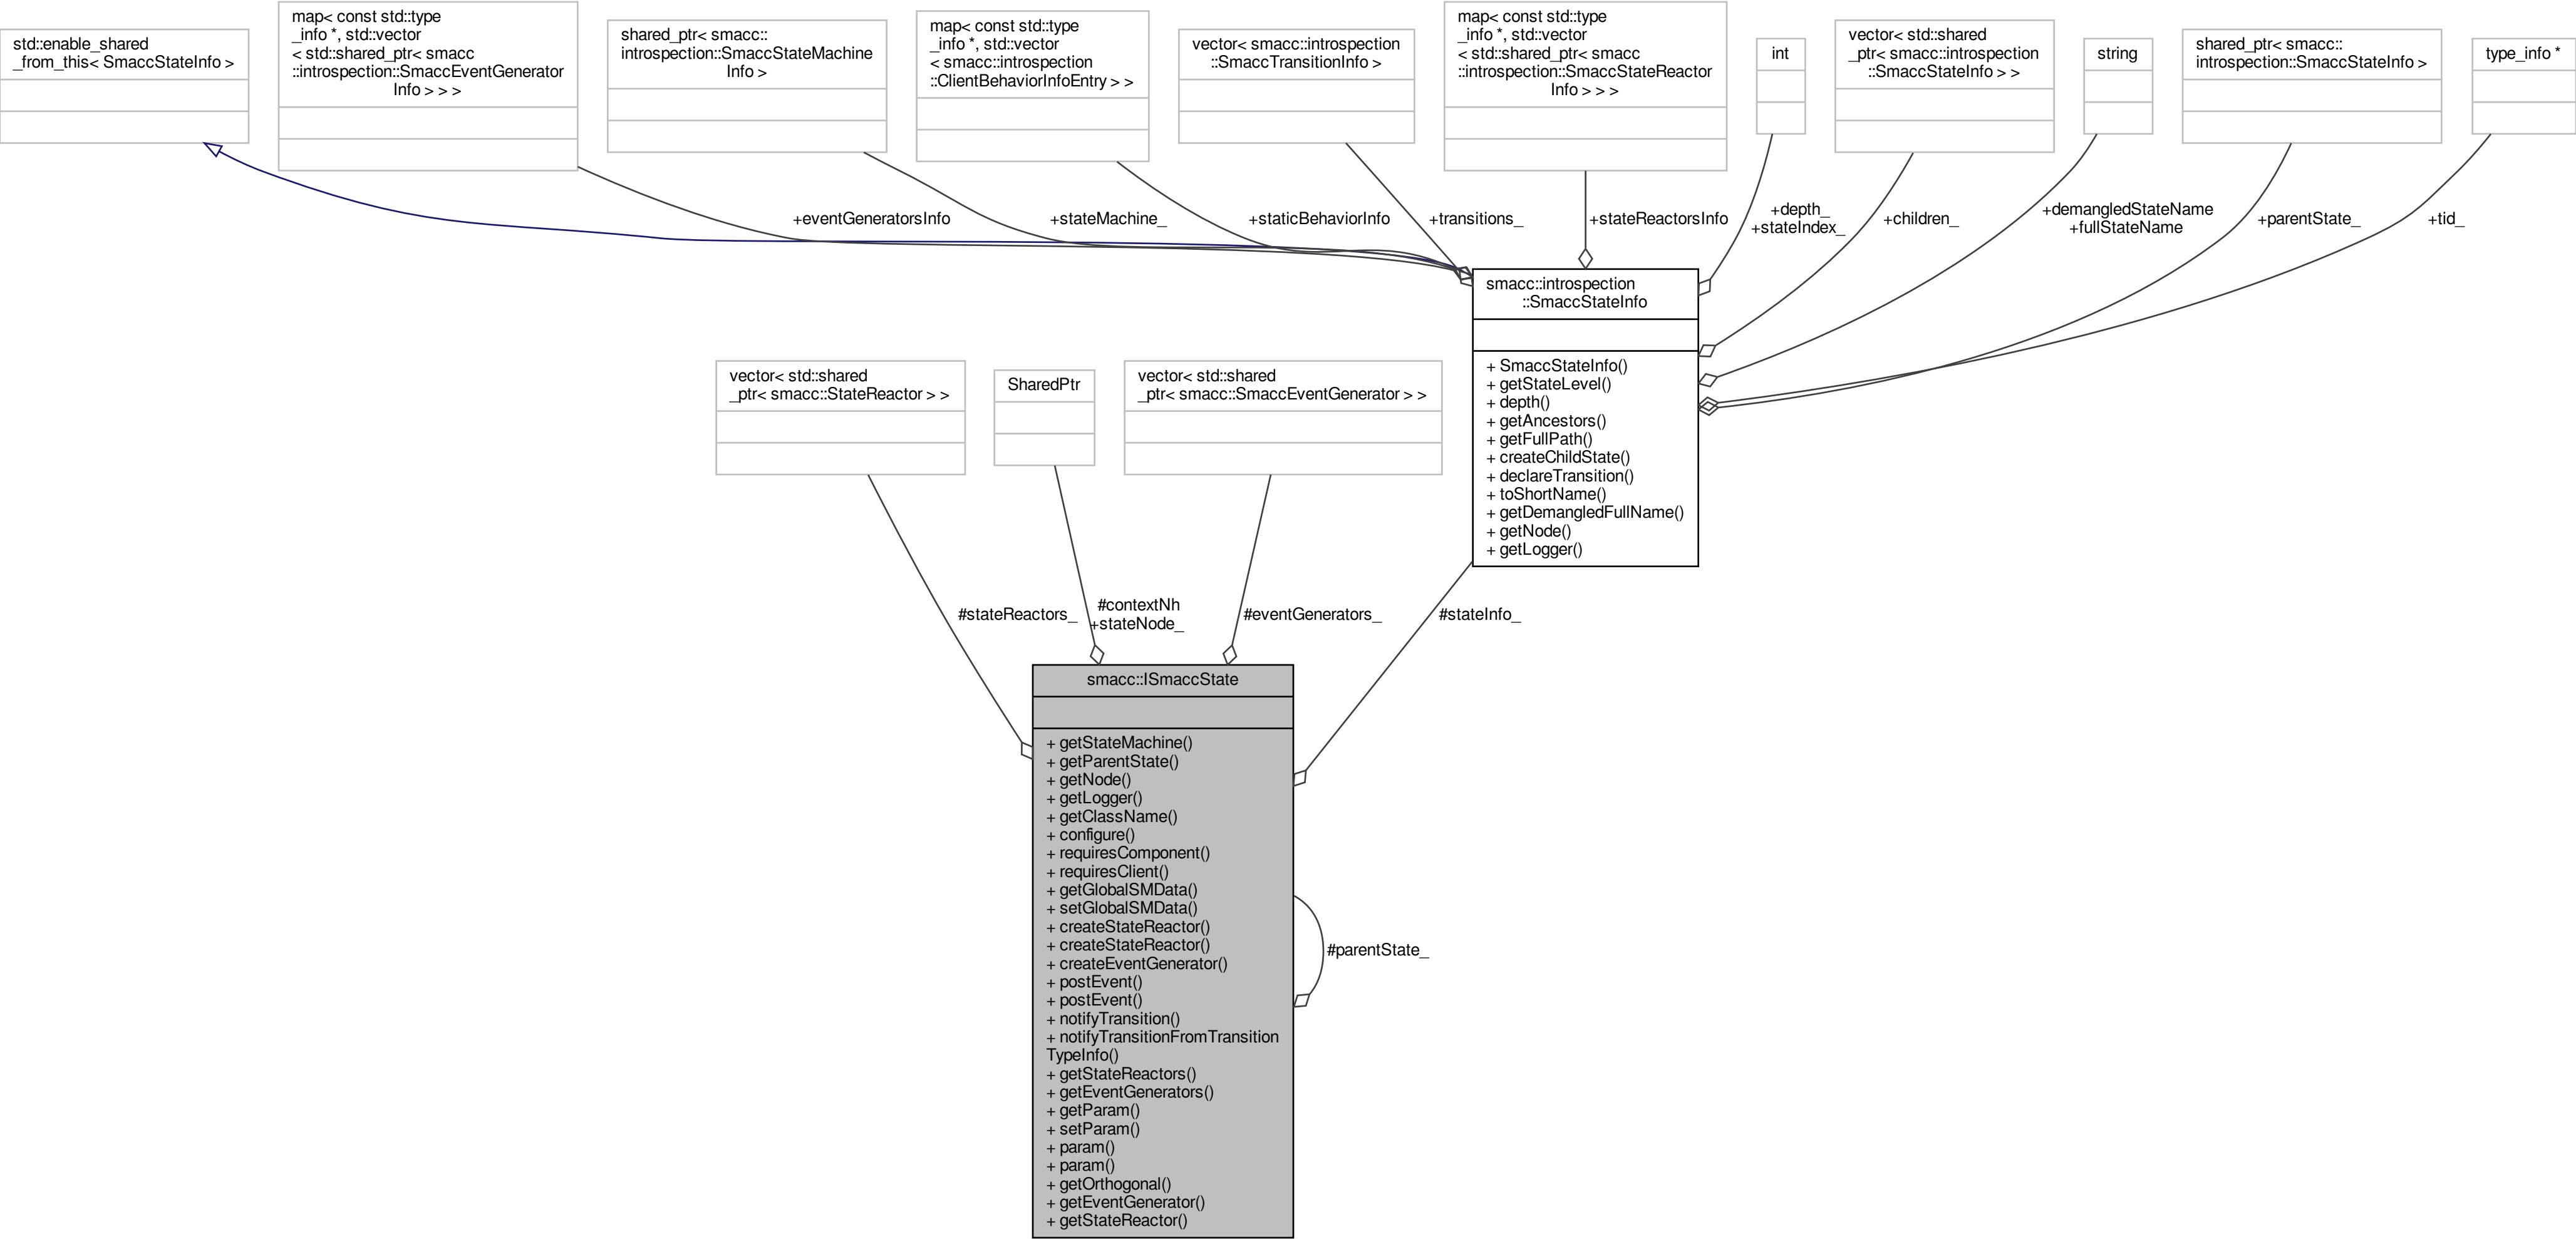 std::enable_shared
_from_this< SmaccStateInfo >
map< const std::type
_info *, std::vector
< std::shared_ptr< smacc
::introspection::SmaccEventGenerator
Info > > >
shared_ptr< smacc::
introspection::SmaccStateMachine
Info >
map< const std::type
_info *, std::vector
< smacc::introspection
::ClientBehaviorInfoEntry > >
vector< smacc::introspection
::SmaccTransitionInfo >
map< const std::type
_info *, std::vector
< std::shared_ptr< smacc
::introspection::SmaccStateReactor
Info > > >
int
vector< std::shared
_ptr< smacc::introspection
::SmaccStateInfo > >
string
shared_ptr< smacc::
introspection::SmaccStateInfo >
type_info *
+eventGeneratorsInfo
+stateMachine_
+staticBehaviorInfo
+transitions_
+stateReactorsInfo
+depth_
+stateIndex_
+children_
+demangledStateName
+fullStateName
+parentState_
+tid_
smacc::introspection
::SmaccStateInfo
+ SmaccStateInfo()
+ getStateLevel()
+ depth()
+ getAncestors()
+ getFullPath()
+ createChildState()
+ declareTransition()
+ toShortName()
+ getDemangledFullName()
+ getNode()
+ getLogger()
vector< std::shared
_ptr< smacc::StateReactor > >
SharedPtr
vector< std::shared
_ptr< smacc::SmaccEventGenerator > >
#stateReactors_
#contextNh
+stateNode_
#eventGenerators_
#stateInfo_
smacc::ISmaccState
+ getStateMachine()
+ getParentState()
+ getNode()
+ getLogger()
+ getClassName()
+ configure()
+ requiresComponent()
+ requiresClient()
+ getGlobalSMData()
+ setGlobalSMData()
+ createStateReactor()
+ createStateReactor()
+ createEventGenerator()
+ postEvent()
+ postEvent()
+ notifyTransition()
+ notifyTransitionFromTransition
TypeInfo()
+ getStateReactors()
+ getEventGenerators()
+ getParam()
+ setParam()
+ param()
+ param()
+ getOrthogonal()
+ getEventGenerator()
+ getStateReactor()
#parentState_